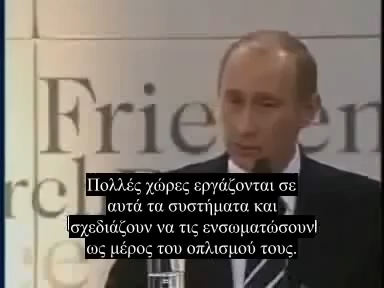 Frie en
rch
Πολλές χώρες εργάζονται σε
αυτά τα συστήματα και
σχεδιάζουν να τις ενσωματώσουν
ως μέρος του οπλισμού τους.